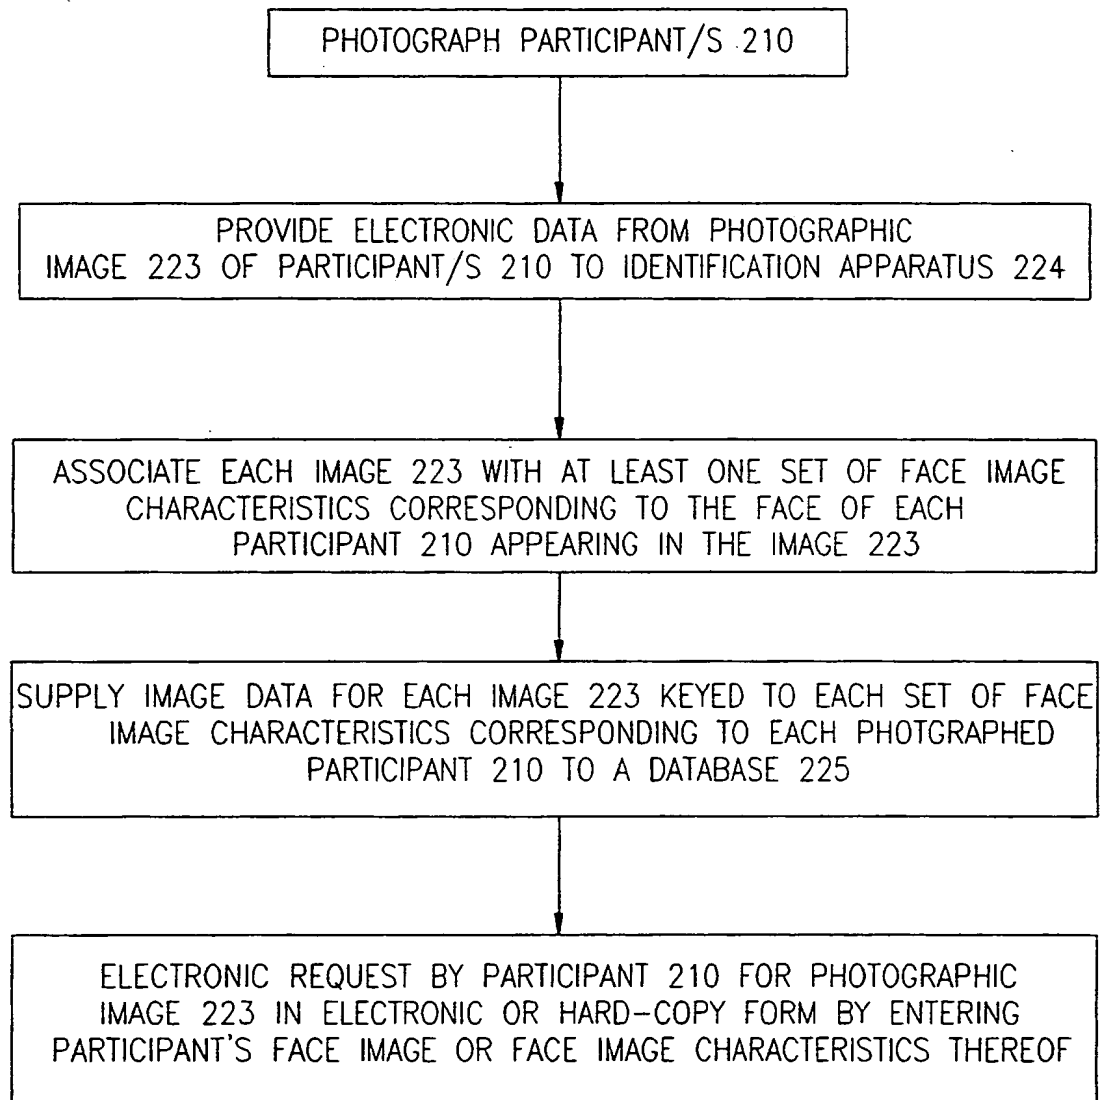 PHOTOGRAPH PARTICIPANT/S 210
PROVIDE ELECTRONIC DATA FROM PHOTOGRAPHIC
IMAGE 223 OF PARTICIPANT/S 210 TO IDENTIFICATION APPARATUS 224
ASSOCIATE EACH IMAGE 223 WITH AT LEAST ONE SET OF FACE IMAGE
CHARACTERISTICS CORRESPONDING TO THE FACE OF EACH
PARTICIPANT 210 APPEARING IN THE IMAGE 223
SUPPLY IMAGE DATA FOR EACH IMAGE 223 KEYED TO EACH SET OF FACE
IMAGE CHARACTERISTICS CORRESPONDING TO EACH PHOTGRAPHED
PARTICIPANT 210 TO A DATABASE 225
ELECTRONIC REQUEST BY PARTICIPANT 210 FOR PHOTOGRAPHIC
IMAGE 223 IN ELECTRONIC OR HARD-COPY FORM BY ENTERING
PARTICIPANT'S FACE IMAGE OR FACE IMAGE CHARACTERISTICS THEREOF